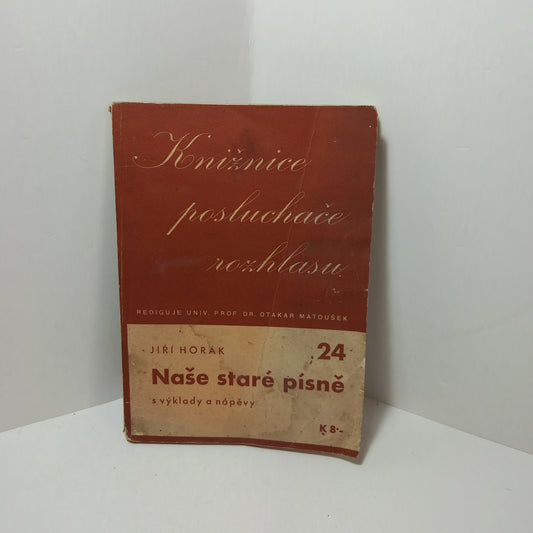 Knižnice
posluchače
rozhlasu
REDIGUJE UNIV. PROF. DR. OTAKAR MATOUŠEK
JIŘÍ HORÁK
24
Naše staré písně
s výklady a nápěvy
K 8·–